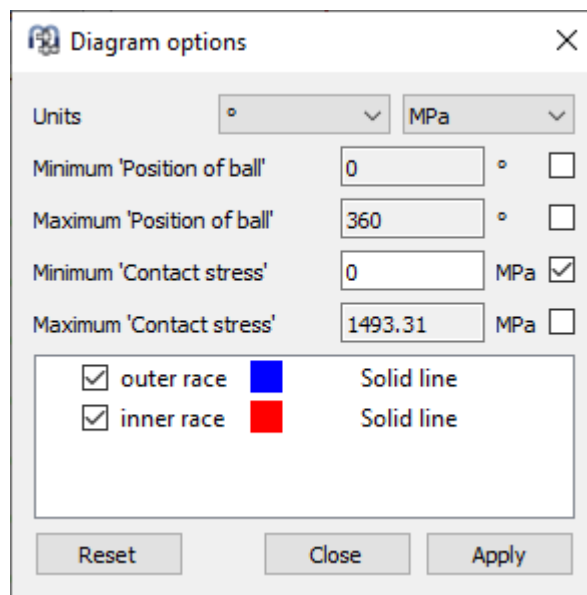 Diagram options
Units ° MPa
Minimum 'Position of ball' 0 °
Maximum 'Position of ball' 360 °
Minimum 'Contact stress' 0 MPa
Maximum 'Contact stress' 1493.31 MPa
outer race Solid line
inner race Solid line
Reset Close Apply